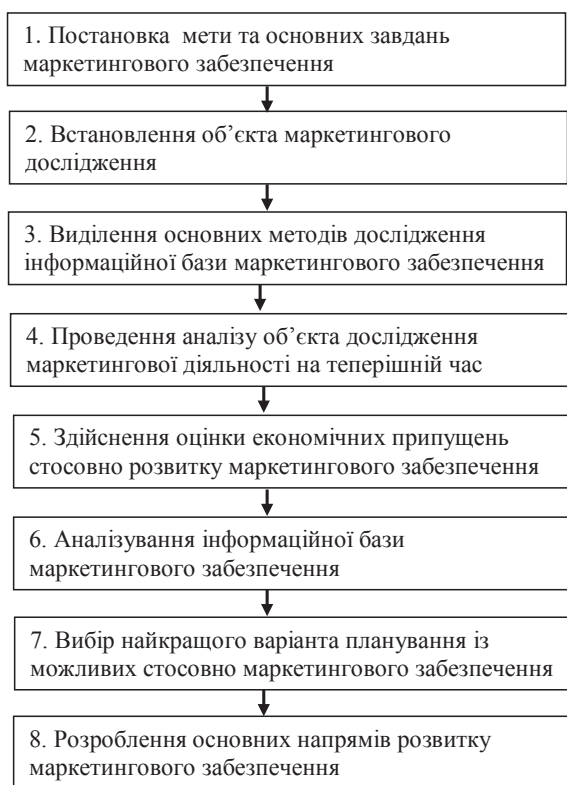 1. Постановка мети та основних завдань
маркетингового забезпечення
2. Встановлення об’єкта маркетингового
дослідження
3. Виділення основних методів дослідження
інформаційної бази маркетингового забезпечення
4. Проведення аналізу об’єкта дослідження
маркетингової діяльності на теперішній час
5. Здійснення оцінки економічних припущень
стосовно розвитку маркетингового забезпечення
6. Аналізування інформаційної бази
маркетингового забезпечення
7. Вибір найкращого варіанта планування із
можливих стосовно маркетингового забезпечення
8. Розроблення основних напрямів розвитку
маркетингового забезпечення